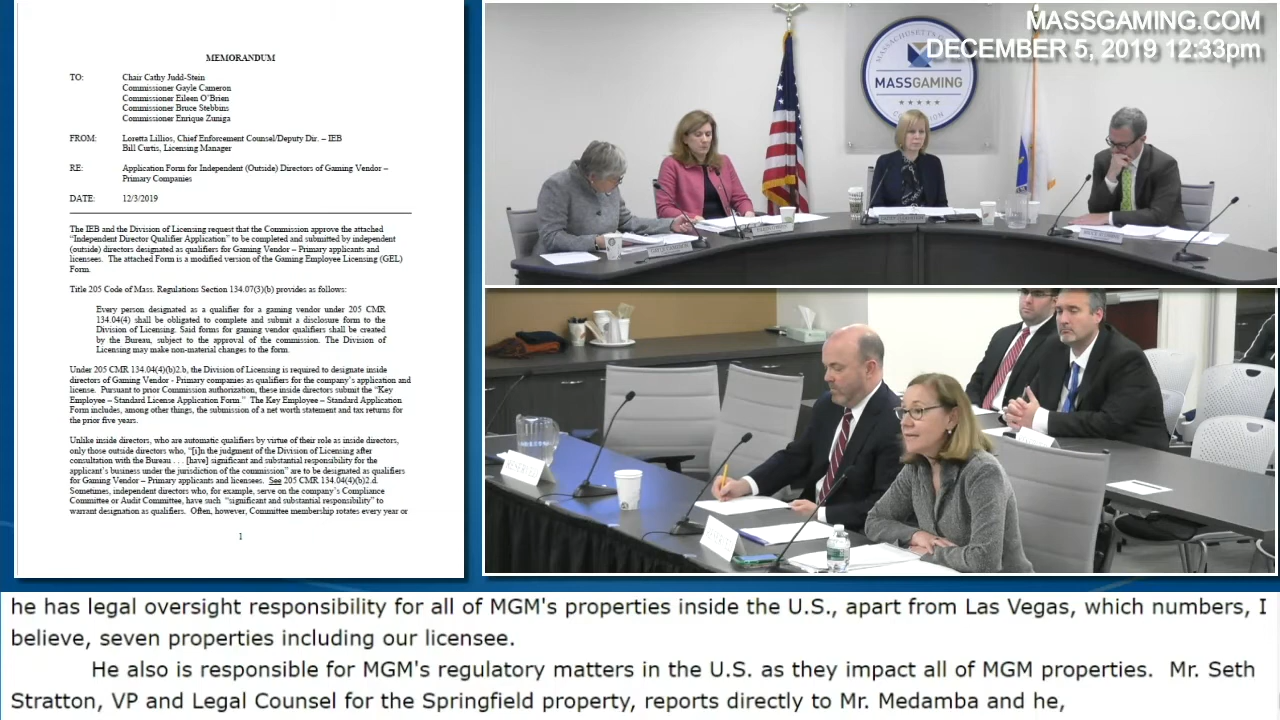 MEMORANDUM
TO: Chair Cathy Judd-Stein
Commissioner Gayle Cameron
Commissioner Eileen O'Brien
Commissioner Bruce Stebbins
Commissioner Enrique Zuniga
FROM: Loretta Lillios, Chief Enforcement Counsel/Deputy Dir. – IEB
Bill Curtis, Licensing Manager
RE: Application Form for Independent (Outside) Directors of Gaming Vendor –
Primary Companies
DATE: 12/3/2019
The IEB and the Division of Licensing request that the Commission approve the attached
"Independent Director Qualifier Application" to be completed and submitted by independent
(outside) directors designated as qualifiers for Gaming Vendor – Primary applicants and
licensees. The attached Form is a modified version of the Gaming Employee Licensing (GEL)
Form.
Title 205 Code of Mass. Regulations Section 134.07(3)(b) provides as follows:
Every person designated as a qualifier for a gaming vendor under 205 CMR
134.04(4) shall be obligated to complete and submit a disclosure form to the
Division of Licensing. Said forms for gaming vendor qualifiers shall be created
by the Bureau, subject to the approval of the commission. The Division of
Licensing may make non-material changes to the form.
Under 205 CMR 134.04(4)(b)2.b, the Division of Licensing is required to designate inside
directors of Gaming Vendor - Primary companies as qualifiers for the company's application and
license. Pursuant to prior Commission authorization, these inside directors submit the "Key
Employee – Standard License Application Form." The Key Employee – Standard Application
Form includes, among other things, the submission of a net worth statement and tax returns for
the prior five years.
Unlike inside directors, who are automatic qualifiers by virtue of their role as inside directors,
only those outside directors who, "[i]n the judgment of the Division of Licensing after
consultation with the Bureau . . . [have] significant and substantial responsibility for the
applicant's business under the jurisdiction of the commission" are to be designated as qualifiers
for Gaming Vendor – Primary applicants and licensees. See 205 CMR 134.04(4)(b)2.d.
Sometimes, independent directors who, for example, serve on the company's Compliance
Committee or Audit Committee, have such "significant and substantial responsibility" to
warrant designation as qualifiers. Often, however, Committee membership rotates every year or
1
MASSGAMING.COM
DECEMBER 5, 2019 12:33pm
MASSGAMING
he has legal oversight responsibility for all of MGM's properties inside the U.S., apart from Las Vegas, which numbers, I
believe, seven properties including our licensee.
He also is responsible for MGM's regulatory matters in the U.S. as they impact all of MGM properties. Mr. Seth
Stratton, VP and Legal Counsel for the Springfield property, reports directly to Mr. Medamba and he,